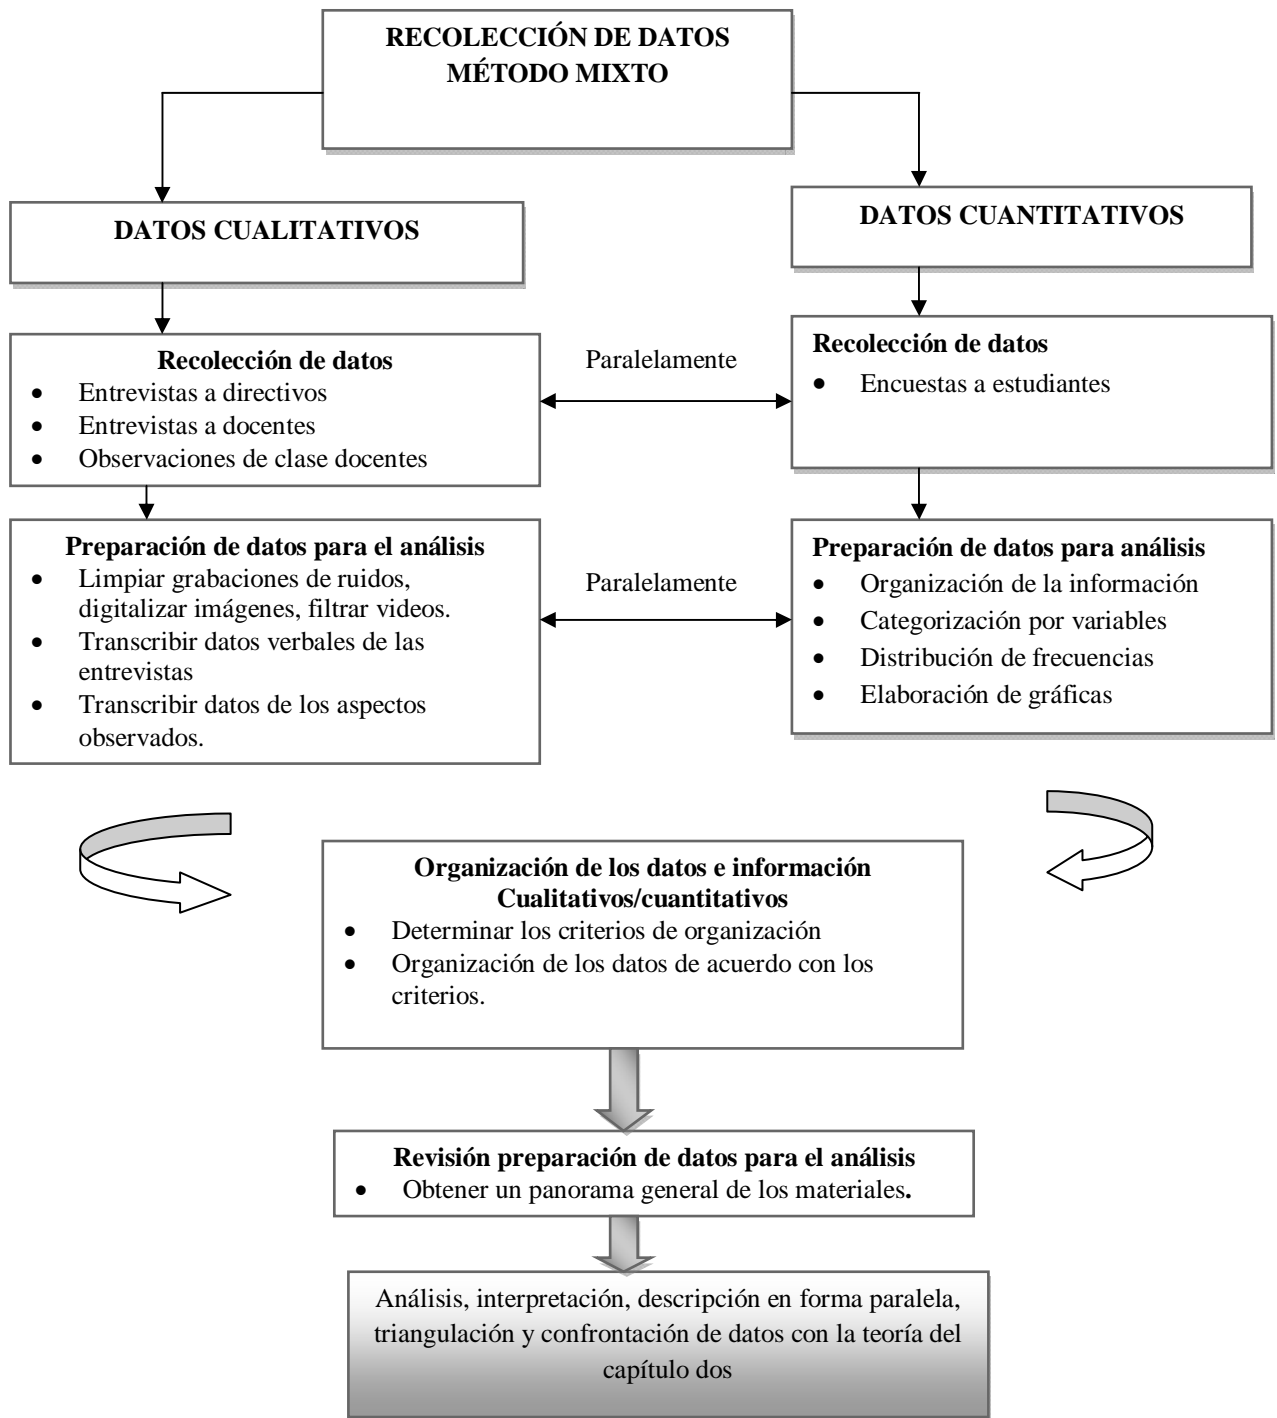 RECOLECCIÓN DE DATOS
MÉTODO MIXTO
DATOS CUALITATIVOS
DATOS CUANTITATIVOS
Recolección de datos
• Entrevistas a directivos
• Entrevistas a docentes
• Observaciones de clase docentes
Paralelamente
Recolección de datos
• Encuestas a estudiantes
Preparación de datos para el análisis
• Limpiar grabaciones de ruidos,
digitalizar imágenes, filtrar videos.
• Transcribir datos verbales de las
entrevistas
• Transcribir datos de los aspectos
observados.
Paralelamente
Preparación de datos para análisis
• Organización de la información
• Categorización por variables
• Distribución de frecuencias
• Elaboración de gráficas
Organización de los datos e información
Cualitativos/cuantitativos
• Determinar los criterios de organización
• Organización de los datos de acuerdo con los
criterios.
Revisión preparación de datos para el análisis
• Obtener un panorama general de los materiales.
Análisis, interpretación, descripción en forma paralela,
triangulación y confrontación de datos con la teoría del
capítulo dos